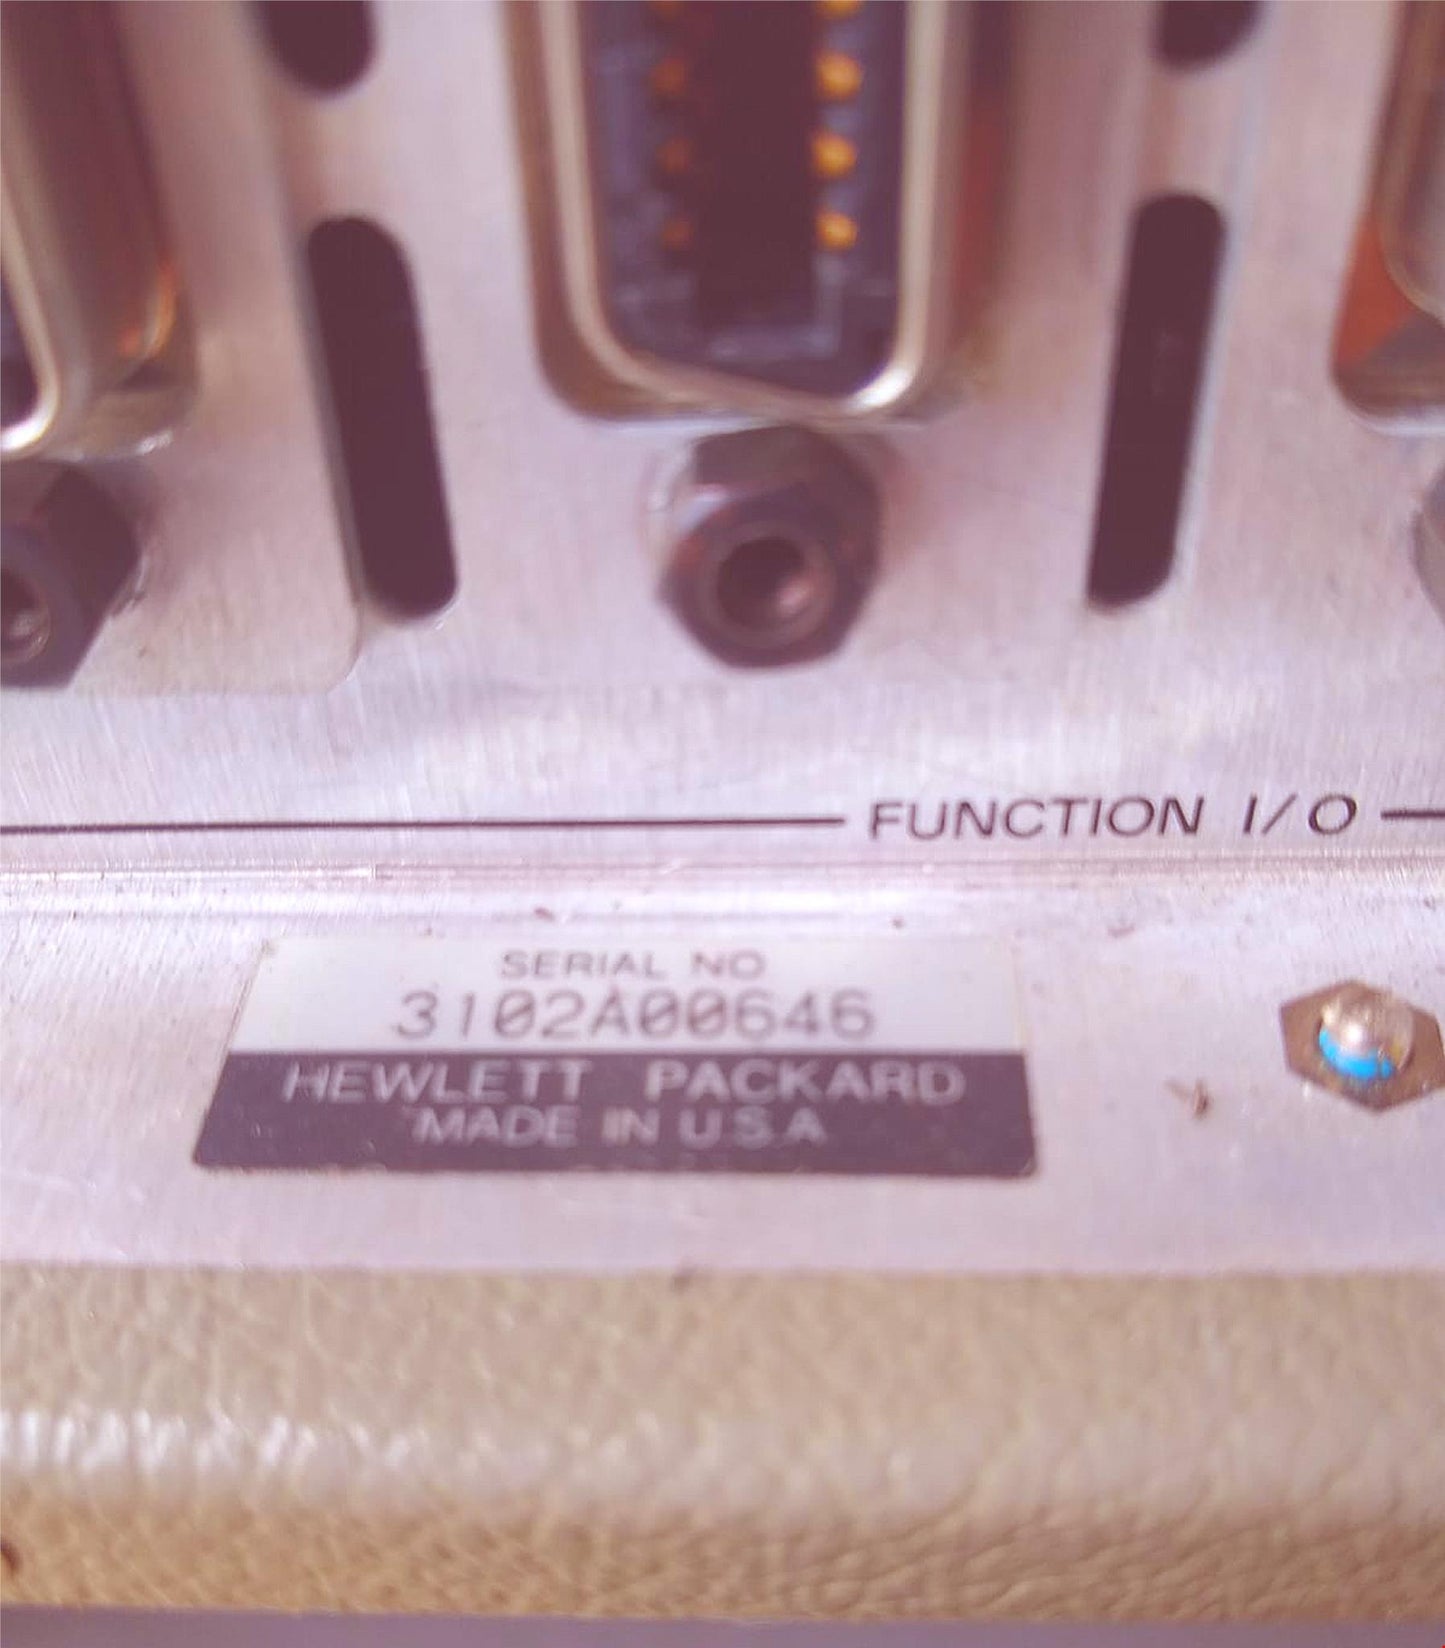 FUNCTION I/O
SERIAL NO
3102A00646
HEWLETT PACKARD
MADE IN U.S.A